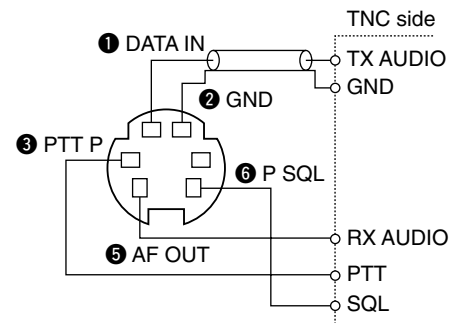 TNC side
❶ DATA IN
TX AUDIO
GND
❷ GND
❸ PTT P
❻ P SQL
RX AUDIO
❺ AF OUT
PTT
SQL